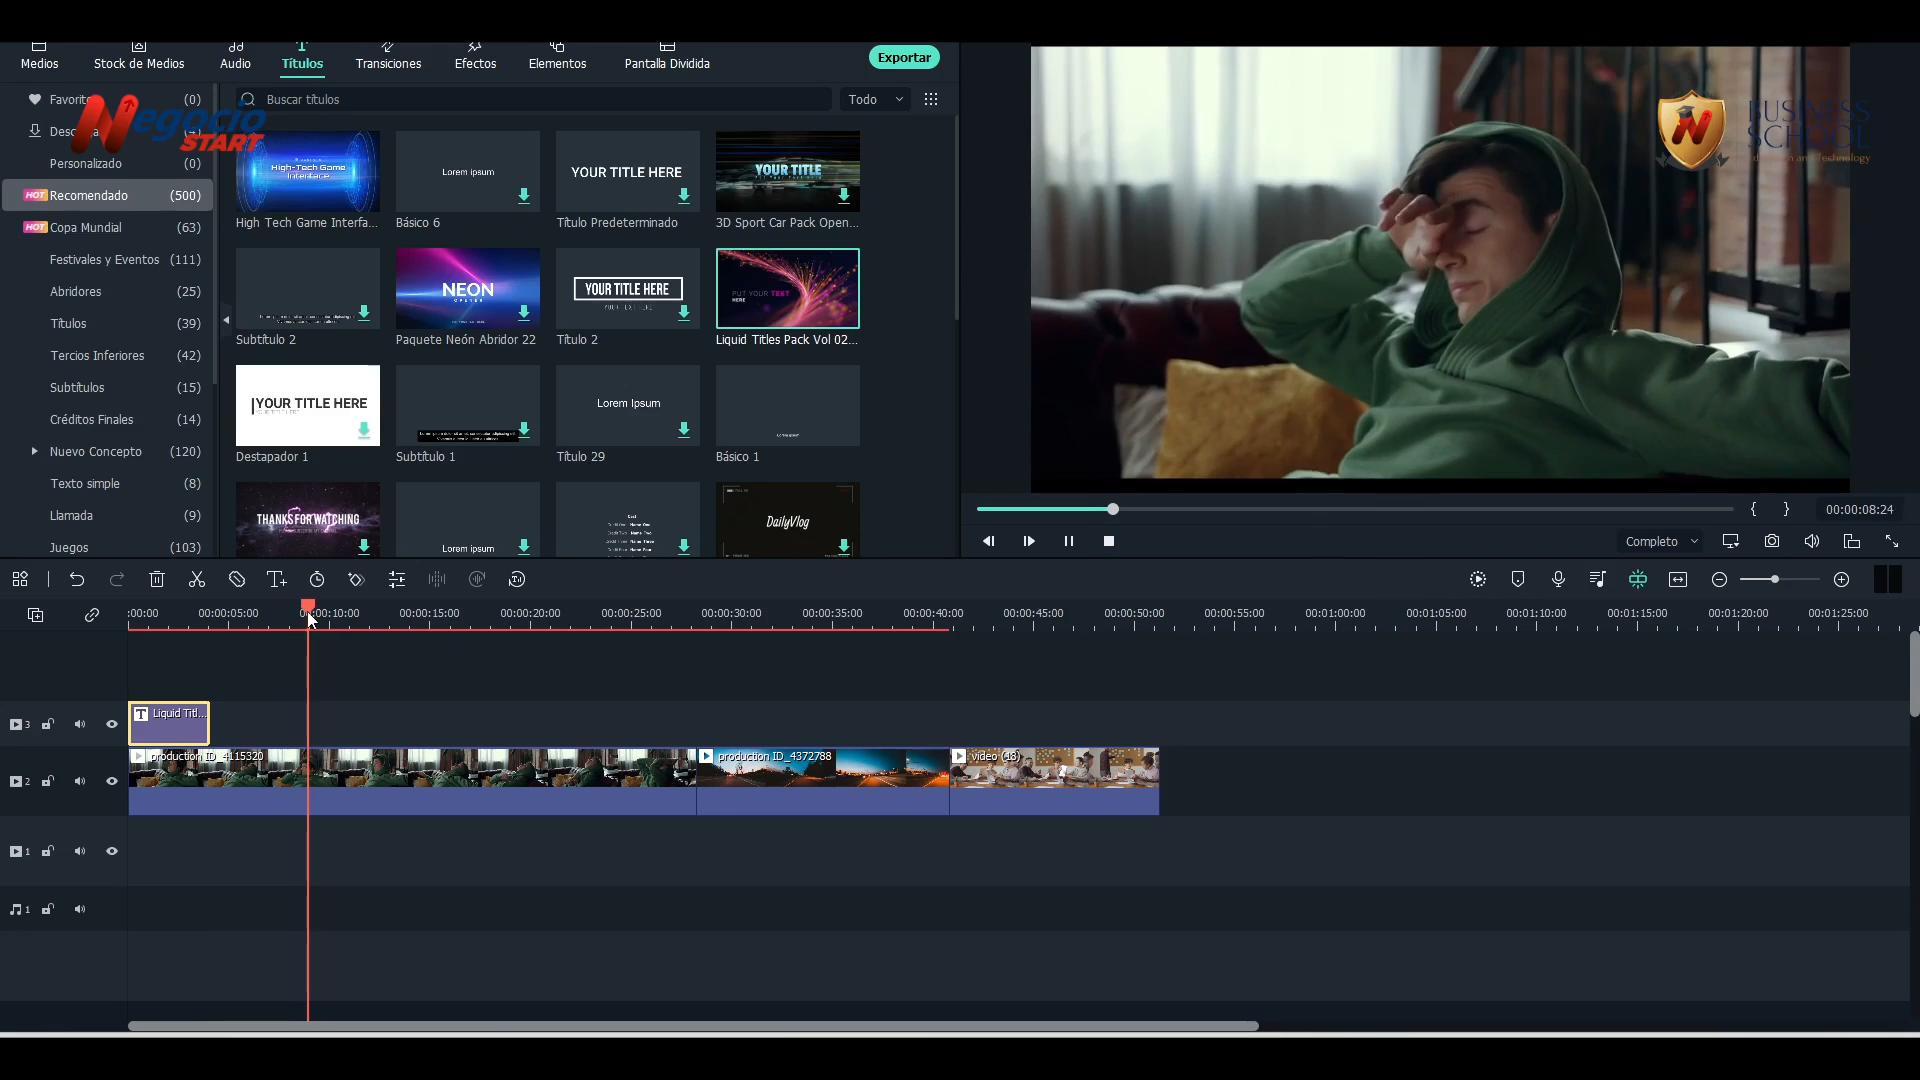 Medios
Stock de Medios
Audio
Títulos
Transiciones
Efectos
Elementos
Pantalla Dividida
Exportar
Favorito (0)
Negocio
START
Personalizado (0)
HOT Recomendado (500)
HOT Copa Mundial (63)
Festivales y Eventos (111)
Abridores (25)
Títulos (39)
Tercios Inferiores (42)
Subtítulos (15)
Créditos Finales (14)
Nuevo Concepto (120)
Texto simple (8)
Llamada (9)
Juegos (103)
Buscar títulos
Todo
High-Tech Game
Interface
Lorem ipsum
YOUR TITLE HERE
YOUR TITLE
High Tech Game Interfa...
Básico 6
Título Predeterminado
3D Sport Car Pack Open...
NEON
OPENER
YOUR TITLE HERE
PUT YOUR TEXT
HERE
Subtítulo 2
Paquete Neón Abridor 22
Título 2
Liquid Titles Pack Vol 02...
YOUR TITLE HERE
Lorem Ipsum
Lorem ipsum
Destapador 1
Subtítulo 1
Título 29
Básico 1
THANKS FOR WATCHING
Lorem ipsum
Cast
DailyVlog
BUSINESS
SCHOOL
00:00:08:24
Completo
:00:00
00:00:05:00
00:00:10:00
00:00:15:00
00:00:20:00
00:00:25:00
00:00:30:00
00:00:35:00
00:00:40:00
00:00:45:00
00:00:50:00
00:00:55:00
00:01:00:00
00:01:05:00
00:01:10:00
00:01:15:00
00:01:20:00
00:01:25:00
3
T Liquid Titl...
2
production ID_4115320
production ID_4372788
video (48)
1
1